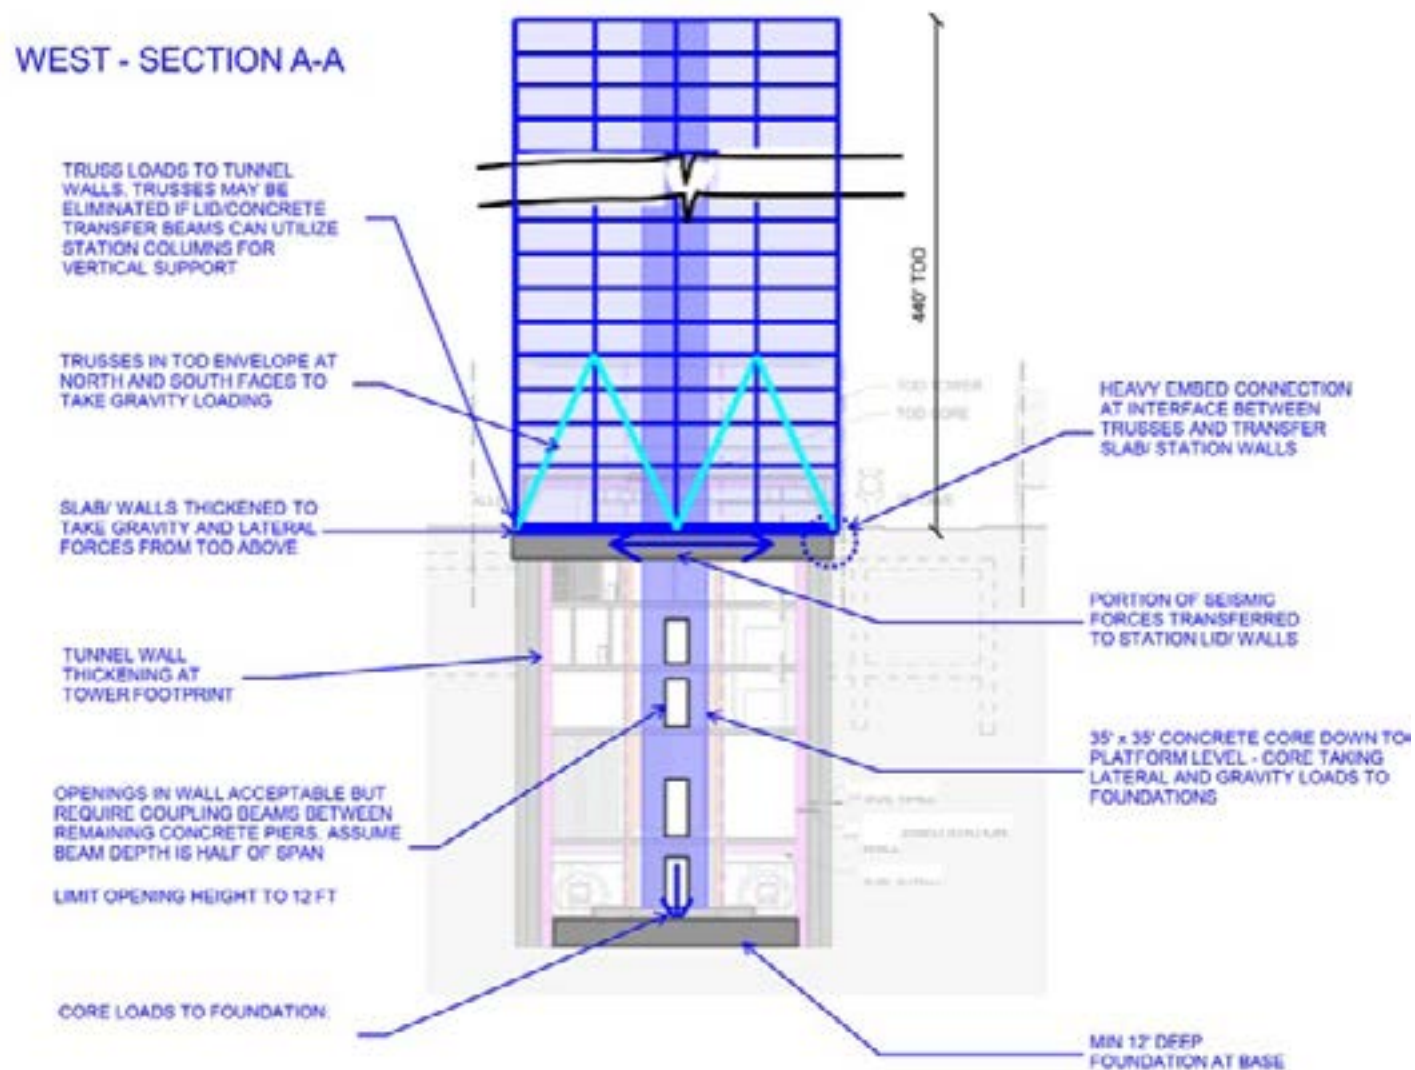 WEST - SECTION A-A
TRUSS LOADS TO TUNNEL
WALLS. TRUSSES MAY BE
ELIMINATED IF LID/CONCRETE
TRANSFER BEAMS CAN UTILIZE
STATION COLUMNS FOR
VERTICAL SUPPORT
TRUSSES IN TOD ENVELOPE AT
NORTH AND SOUTH FACES TO
TAKE GRAVITY LOADING
SLAB/ WALLS THICKENED TO
TAKE GRAVITY AND LATERAL
FORCES FROM TOD ABOVE
TUNNEL WALL
THICKENING AT
TOWER FOOTPRINT
OPENINGS IN WALL ACCEPTABLE BUT
REQUIRE COUPLING BEAMS BETWEEN
REMAINING CONCRETE PIERS. ASSUME
BEAM DEPTH IS HALF OF SPAN
LIMIT OPENING HEIGHT TO 12 FT
CORE LOADS TO FOUNDATION
440' TOD
TOD TOWER
TOD CORE
HEAVY EMBED CONNECTION
AT INTERFACE BETWEEN
TRUSSES AND TRANSFER
SLAB/ STATION WALLS
PORTION OF SEISMIC
FORCES TRANSFERRED
TO STATION LID/ WALLS
35' x 35' CONCRETE CORE DOWN TO
PLATFORM LEVEL - CORE TAKING
LATERAL AND GRAVITY LOADS TO
FOUNDATIONS
MIN 12' DEEP
FOUNDATION AT BASE